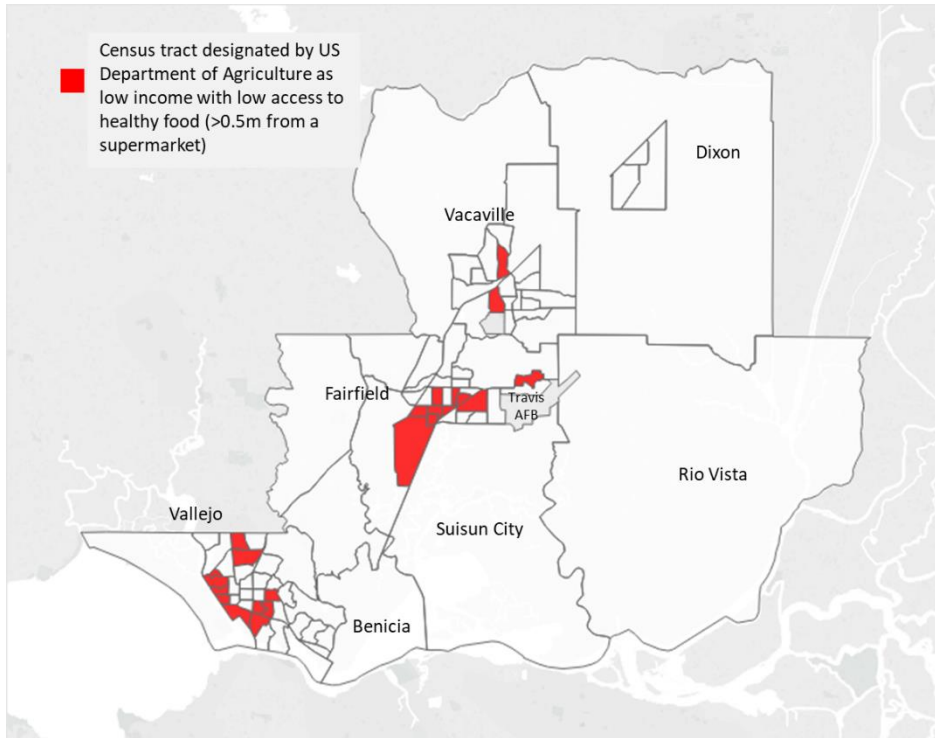 Census tract designated by US
Department of Agriculture as
low income with low access to
healthy food (>0.5m from a
supermarket)
Dixon
Vacaville
Fairfield
Travis
AFB
Rio Vista
Vallejo
Suisun City
Benicia